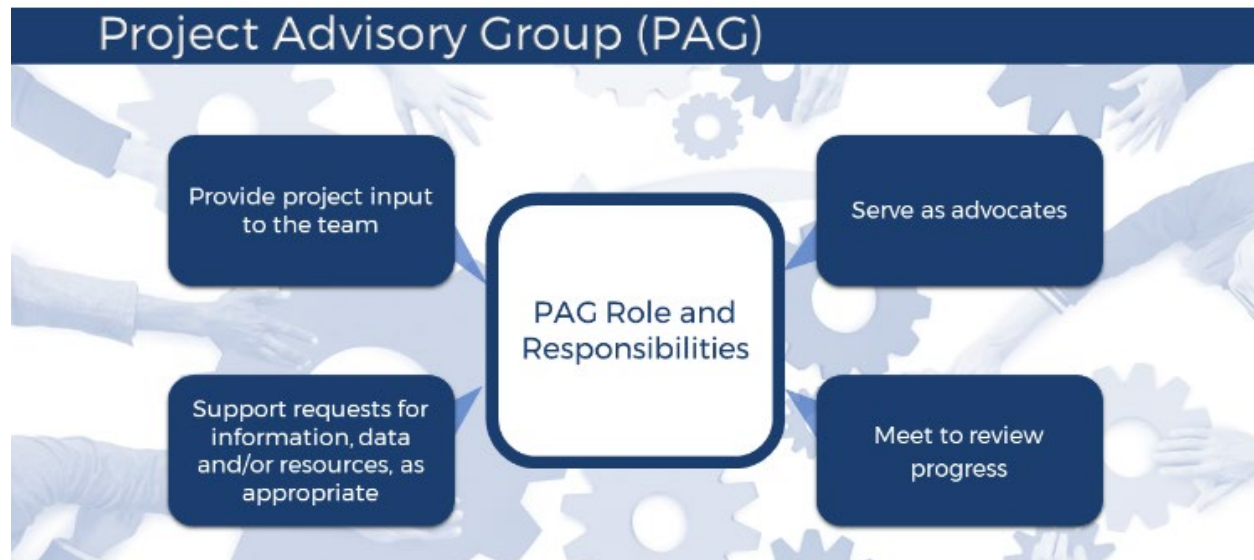 Project Advisory Group (PAG)
Provide project input
to the team
Serve as advocates
PAG Role and
Responsibilities
Support requests for
information, data
and/or resources, as
appropriate
Meet to review
progress